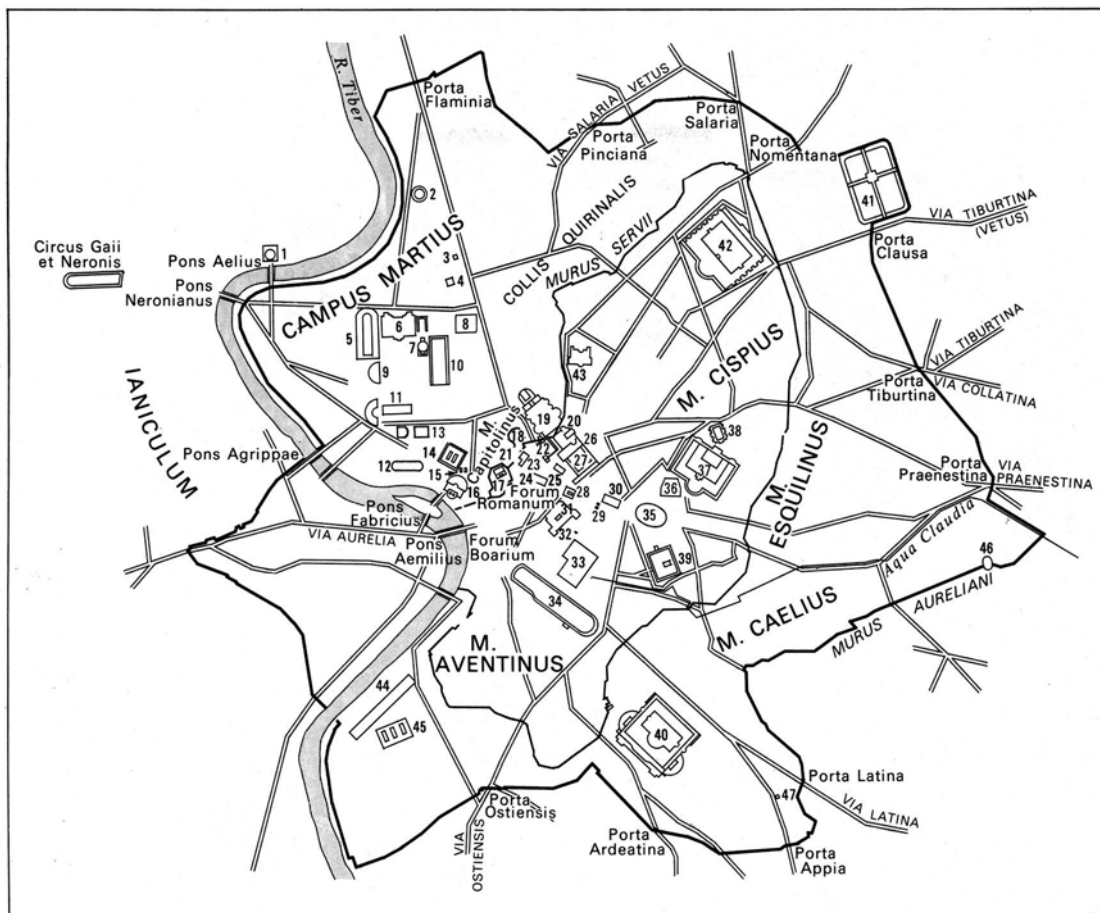 R. Tiber
Porta
Flaminia
VIA SALARIA VETUS
Porta
Pinciana
Porta
Salaria
Porta
Nomentana
41
VIA TIBURTINA
(VETUS)
Porta
Clausa
Circus Gaii
et Neronis
Pons Aelius
1
Pons
Neronianus
2
3
4
CAMPUS MARTIUS
COLLIS QUIRINALIS
MURUS SERVII
42
5
6
7
8
9
10
11
43
M. CISPIUS
VIA TIBURTINA
VIA COLLATINA
Porta
Tiburtina
IANICULUM
Pons Agrippae
12
13
14
15
16
17
M. Capitolinus
18
19
20
21
22
23
24
25
26
27
28
29
30
31
32
33
34
35
36
37
38
39
Forum
Romanum
M.
ESQUILINUS
Porta
Praenestina
VIA
PRAENESTINA
Pons
Fabricius
VIA AURELIA
Pons
Aemilius
Forum
Boarium
Aqua Claudia
46
MURUS AURELIANI
M. CAELIUS
M.
AVENTINUS
44
45
40
47
Porta Latina
VIA LATINA
Porta
Ostiensis
VIA
OSTIENSIS
Porta
Ardeatina
Porta
Appia